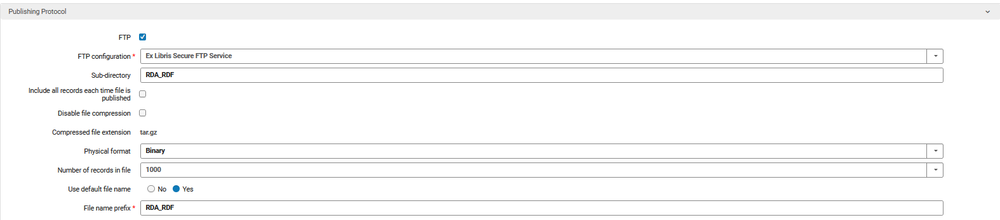 Publishing Protocol
FTP
FTP configuration * Ex Libris Secure FTP Service
Sub-directory RDA_RDF
Include all records each time file is
published
Disable file compression
Compressed file extension tar.gz
Physical format Binary
Number of records in file 1000
Use default file name No Yes
File name prefix * RDA_RDF